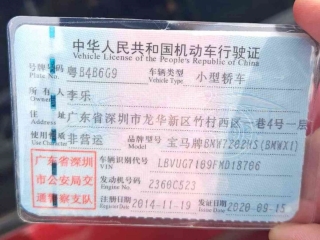 中华人民共和国机动车行驶证
Vehicle License of the People's Republic of China
号牌号码 粤B4B6G9 车辆类型 小型轿车
Plate No. Vehicle Type
所有人 李乐
Owner
住址 广东省深圳市龙华新区竹村西区一巷4号一层
Address
使用性质 非营运 品牌型号 宝马牌BMW7202HS(BMWX1)
广东省深圳
市公安局交
通警察支队
车辆识别代号 LBVUG7169FMD18706
VIN
发动机号码 2360C523
Engine No.
注册日期 2014-11-19 发证日期 2020-09-15